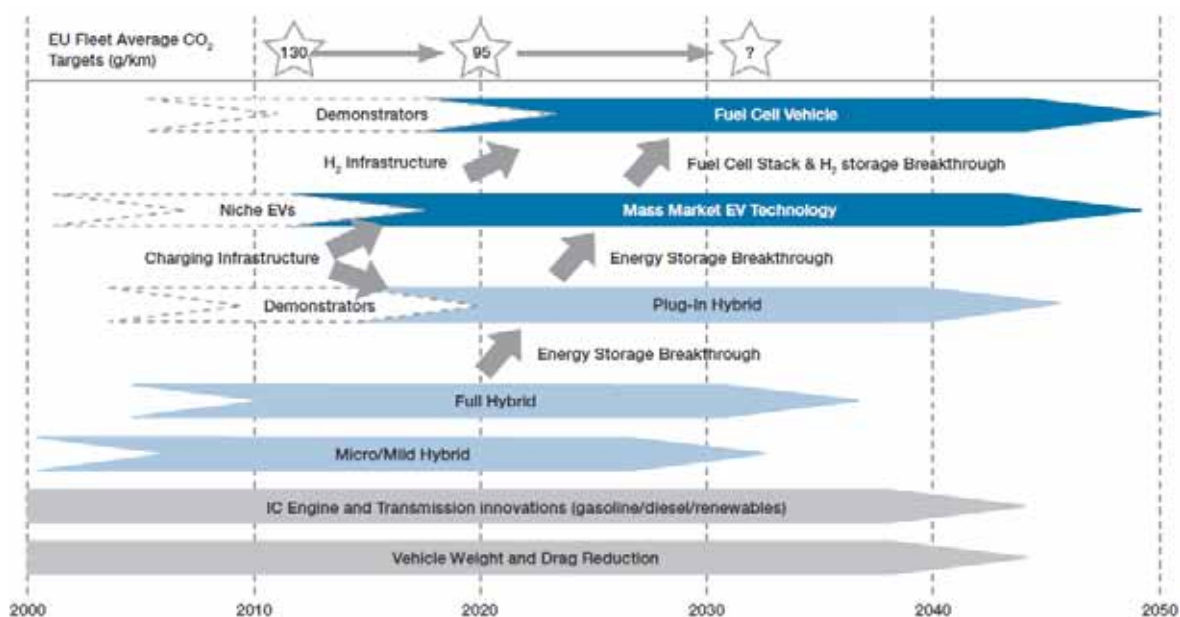 EU Fleet Average CO₂
Targets (g/km)
130
95
?
Demonstrators
Fuel Cell Vehicle
H₂ Infrastructure
Fuel Cell Stack & H₂ storage Breakthrough
Niche EVs
Mass Market EV Technology
Charging Infrastructure
Energy Storage Breakthrough
Demonstrators
Plug-In Hybrid
Energy Storage Breakthrough
Full Hybrid
Micro/Mild Hybrid
IC Engine and Transmission innovations (gasoline/diesel/renewables)
Vehicle Weight and Drag Reduction
2000
2010
2020
2030
2040
2050